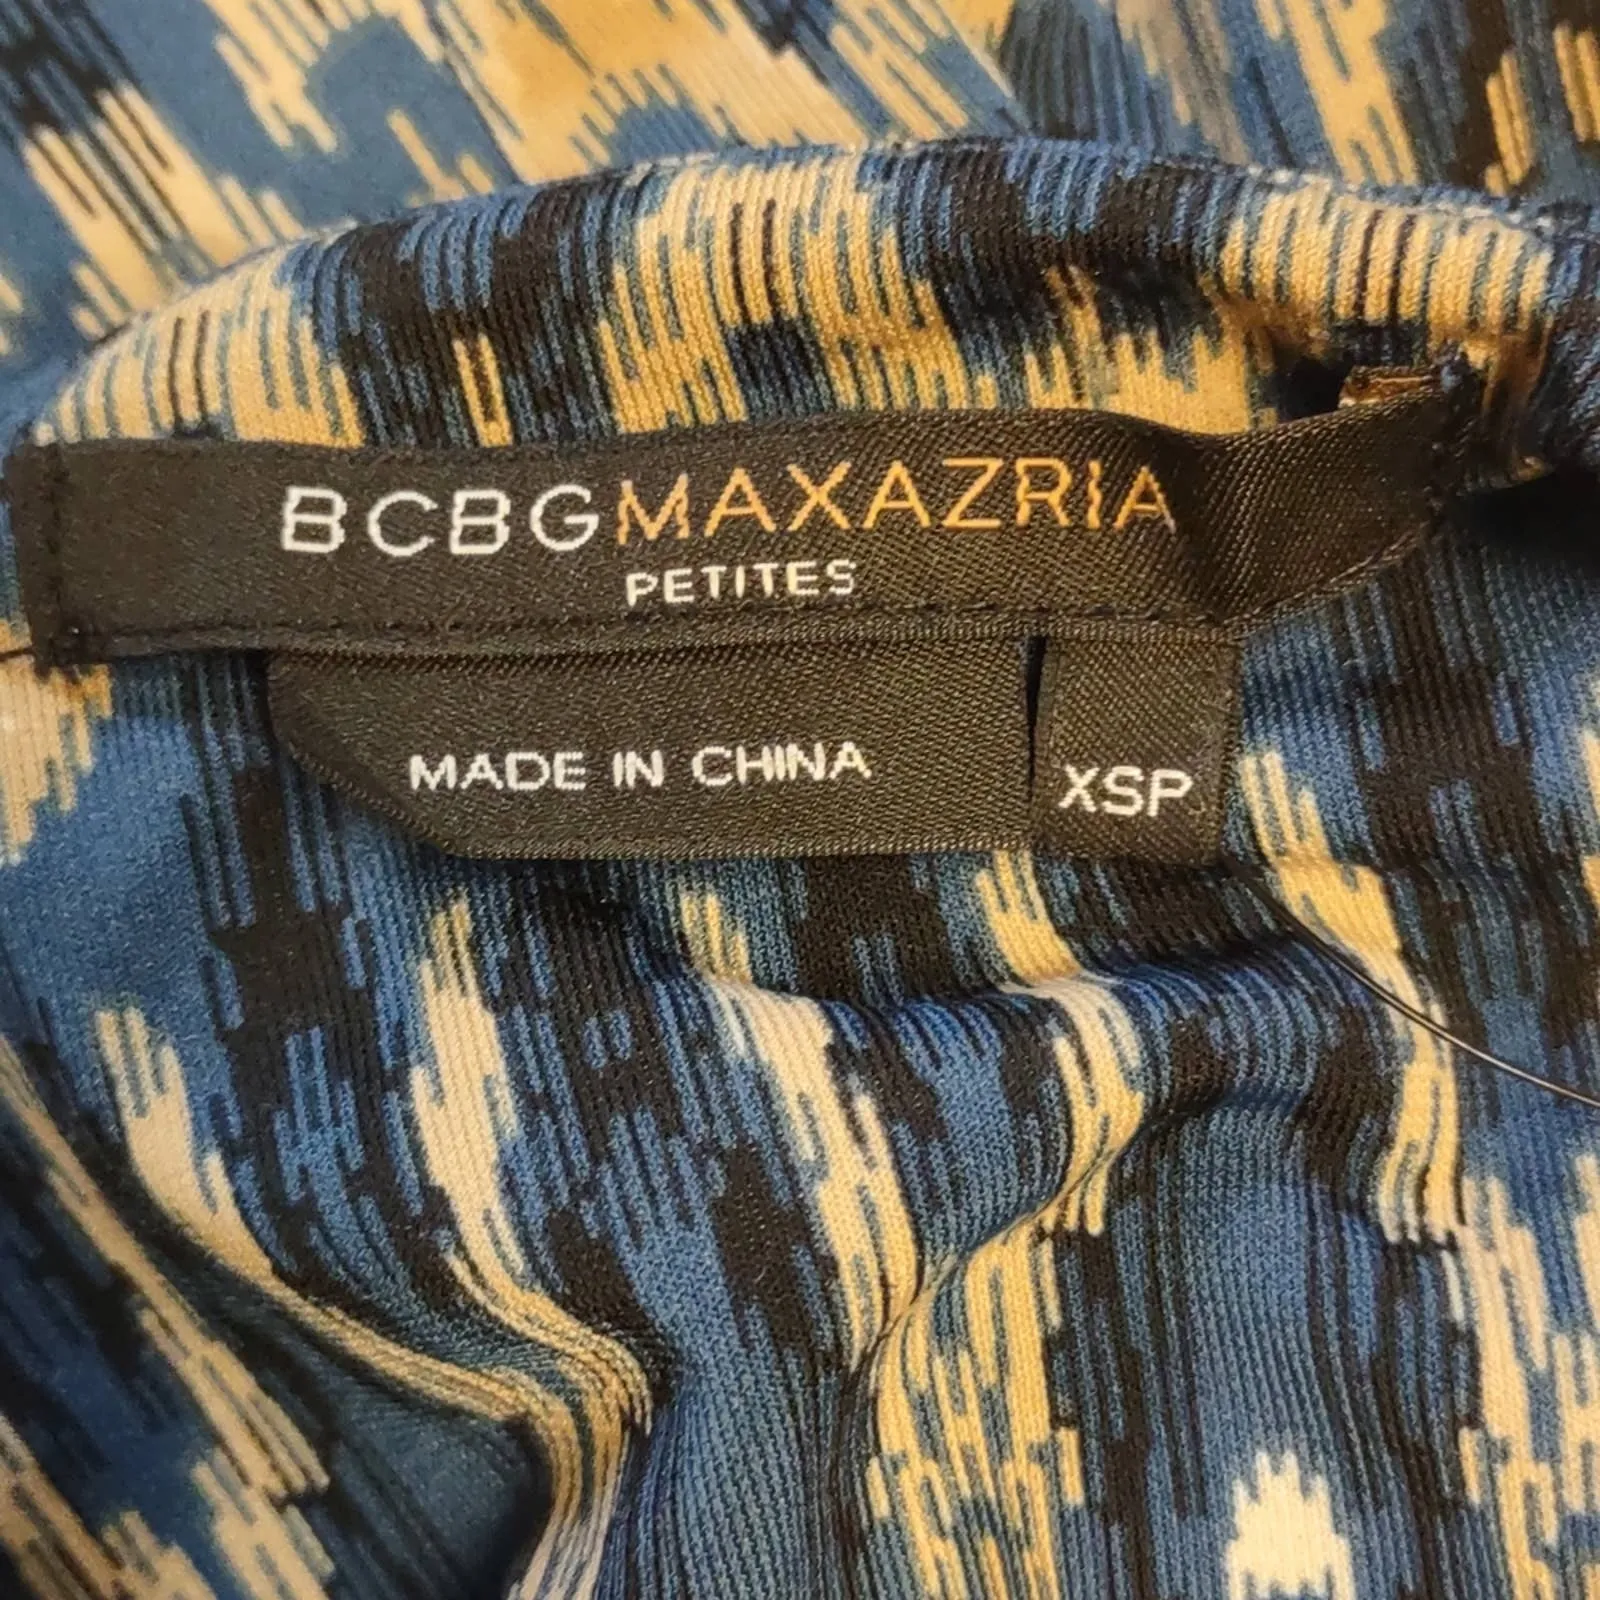 BCBGMAXAZRIA
PETITES
MADE IN CHINA
XSP